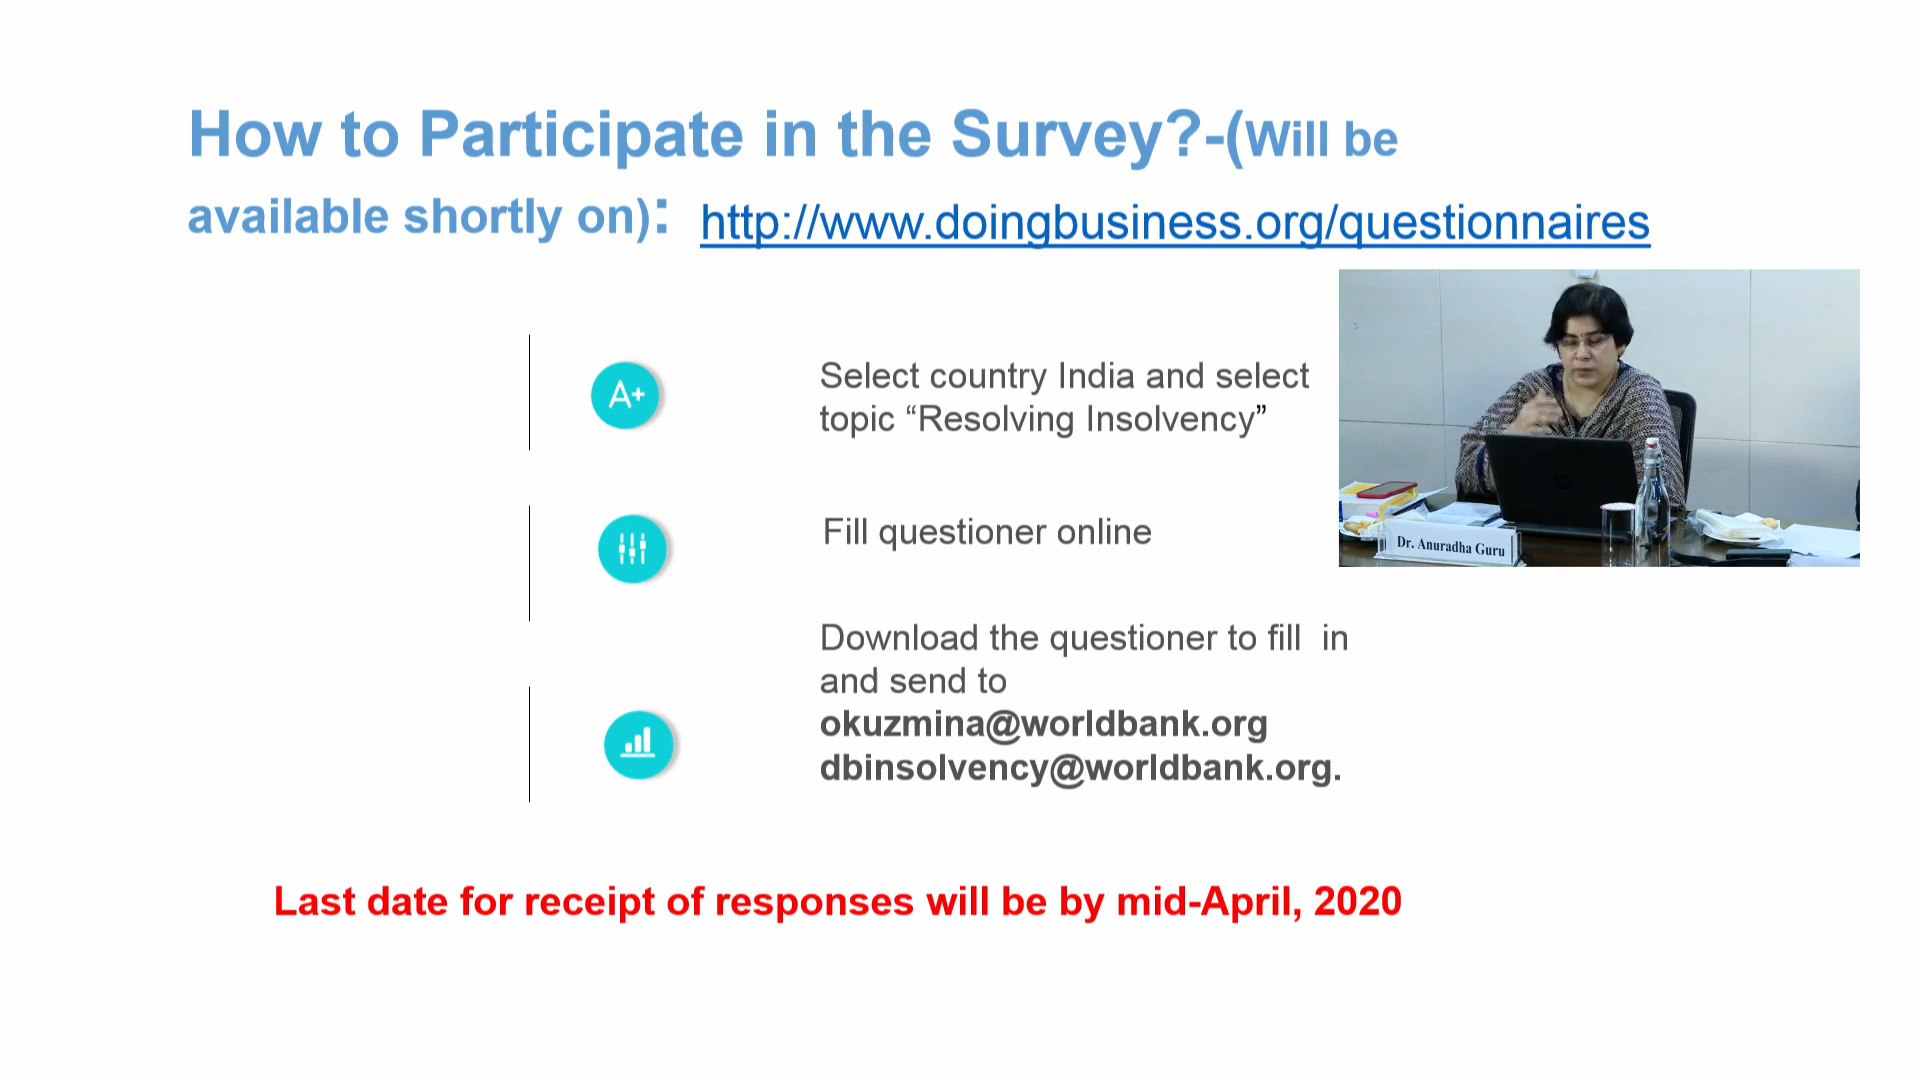 How to Participate in the Survey?-(Will be
available shortly on): http://www.doingbusiness.org/questionnaires
A+
Select country India and select
topic “Resolving Insolvency”
Fill questioner online
Dr. Anuradha Guru
Download the questioner to fill in
and send to
okuzmina@worldbank.org
dbinsolvency@worldbank.org.
Last date for receipt of responses will be by mid-April, 2020